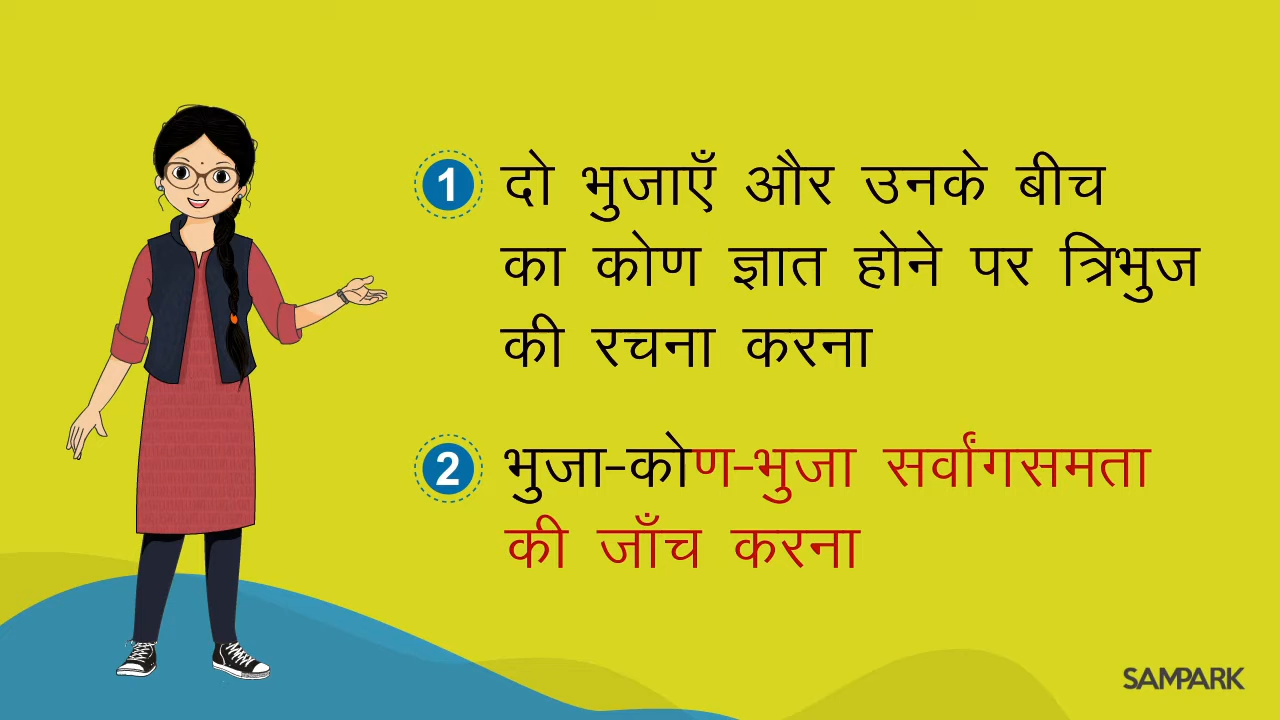 1 दो भुजाएँ और उनके बीच
का कोण ज्ञात होने पर त्रिभुज
की रचना करना
2 भुजा-कोण-भुजा सर्वांगसमता
की जाँच करना
SAMPARK